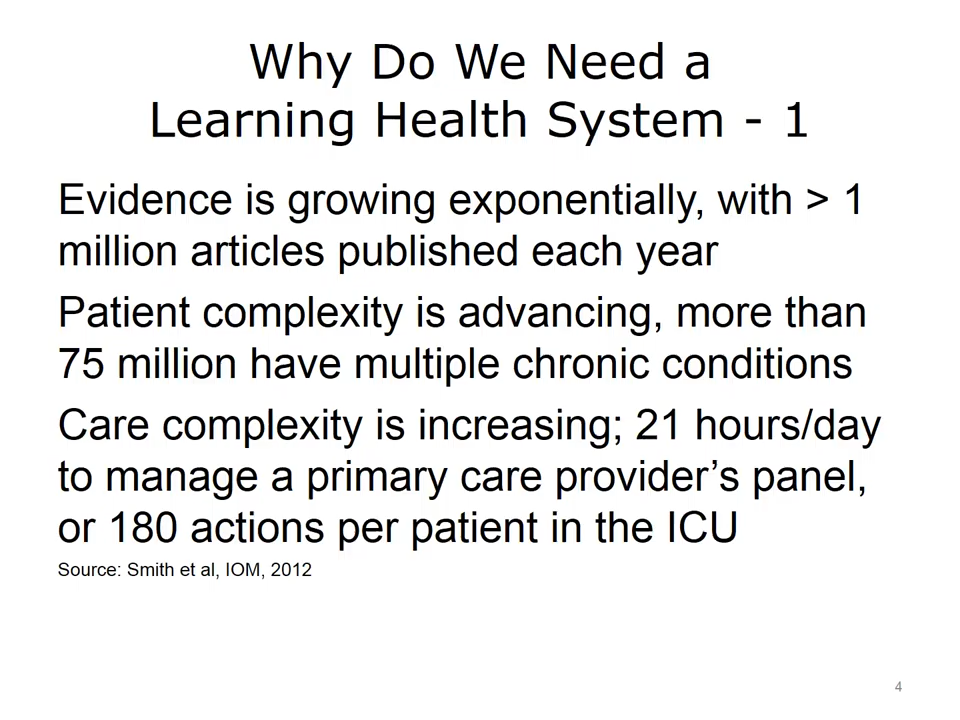 Why Do We Need a
Learning Health System - 1
Evidence is growing exponentially, with > 1
million articles published each year
Patient complexity is advancing, more than
75 million have multiple chronic conditions
Care complexity is increasing; 21 hours/day
to manage a primary care provider’s panel,
or 180 actions per patient in the ICU
Source: Smith et al, IOM, 2012
4